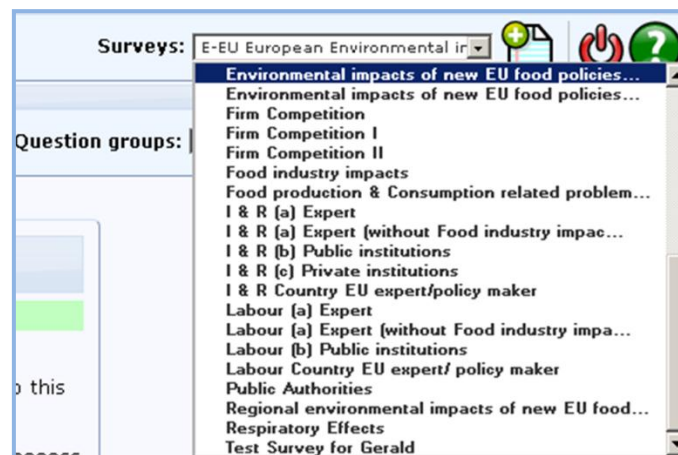 Surveys: E-EU European Environmental ir
Environmental impacts of new EU food policies...
Environmental impacts of new EU food policies...
Firm Competition
Question groups:
Firm Competition I
Firm Competition II
Food industry impacts
Food production & Consumption related problem...
I & R (a) Expert
I & R (a) Expert (without Food industry impac...
I & R (b) Public institutions
I & R (c) Private institutions
I & R Country EU expert/policy maker
Labour (a) Expert
Labour (a) Expert (without Food industry impa...
Labour (b) Public institutions
Labour Country EU expert/ policy maker
this
Public Authorities
Regional environmental impacts of new EU food...
Respiratory Effects
Test Survey for Gerald